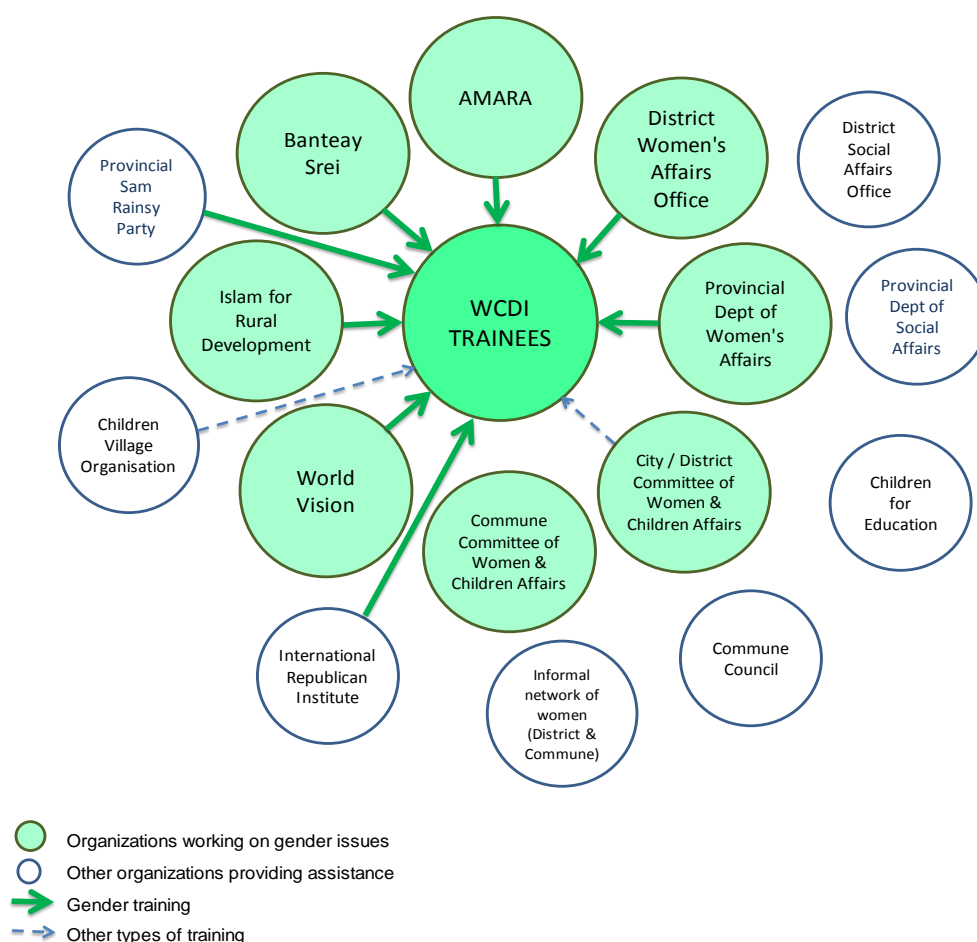 AMARA
Banteay
Srei
District
Women's
Affairs
Office
District
Social
Affairs
Office
Provincial
Sam
Rainsy
Party
Islam for
Rural
Development
WCDI
TRAINEES
Provincial
Dept of
Women's
Affairs
Provincial
Dept of
Social
Affairs
Children
Village
Organisation
World
Vision
Commune
Committee of
Women &
Children Affairs
City / District
Committee of
Women &
Children Affairs
Children
for
Education
International
Republican
Institute
Informal
network of
women
(District &
Commune)
Commune
Council
Organizations working on gender issues
Other organizations providing assistance
Gender training
Other types of training